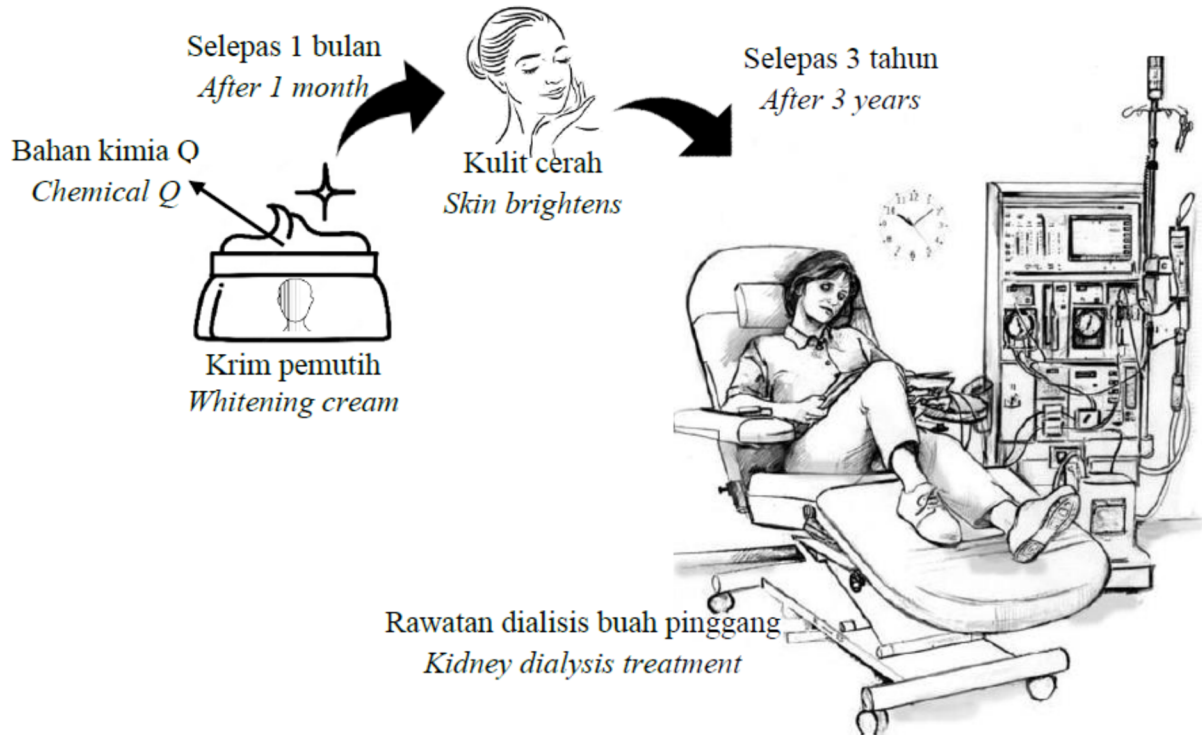 Selepas 1 bulan
After 1 month
Selepas 3 tahun
After 3 years
Bahan kimia Q
Chemical Q
Kulit cerah
Skin brightens
Krim pemutih
Whitening cream
Rawatan dialisis buah pinggang
Kidney dialysis treatment